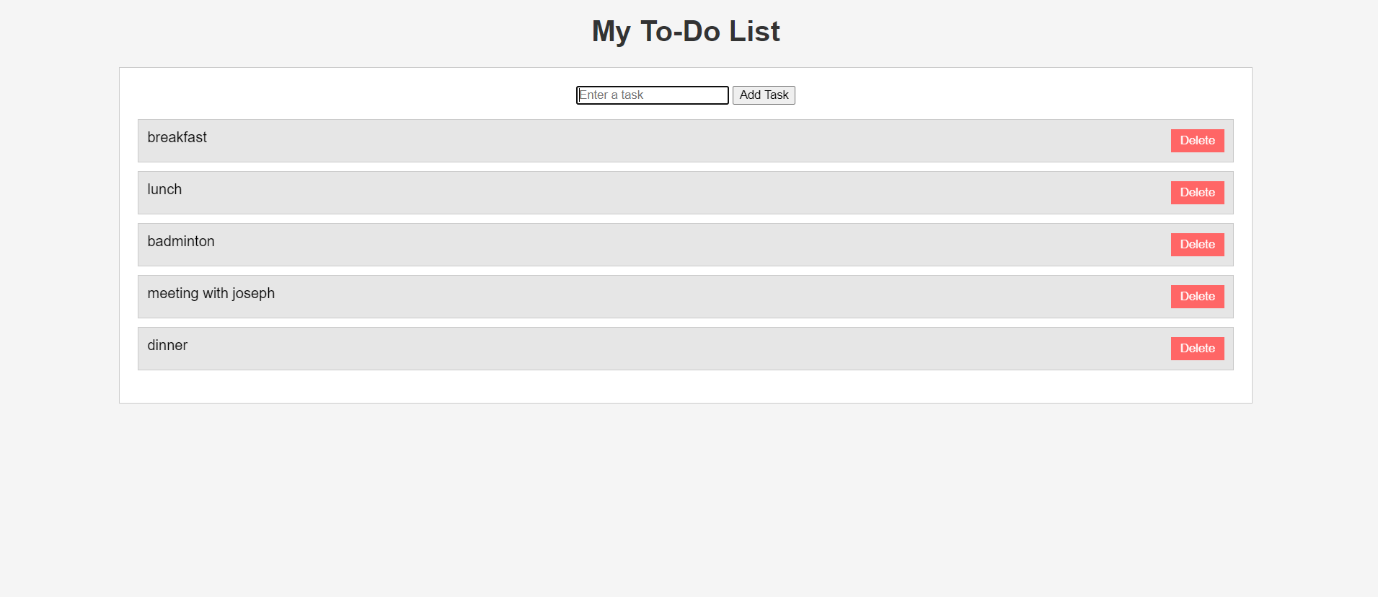 My To-Do List
Enter a task Add Task
breakfast Delete
lunch Delete
badminton Delete
meeting with joseph Delete
dinner Delete